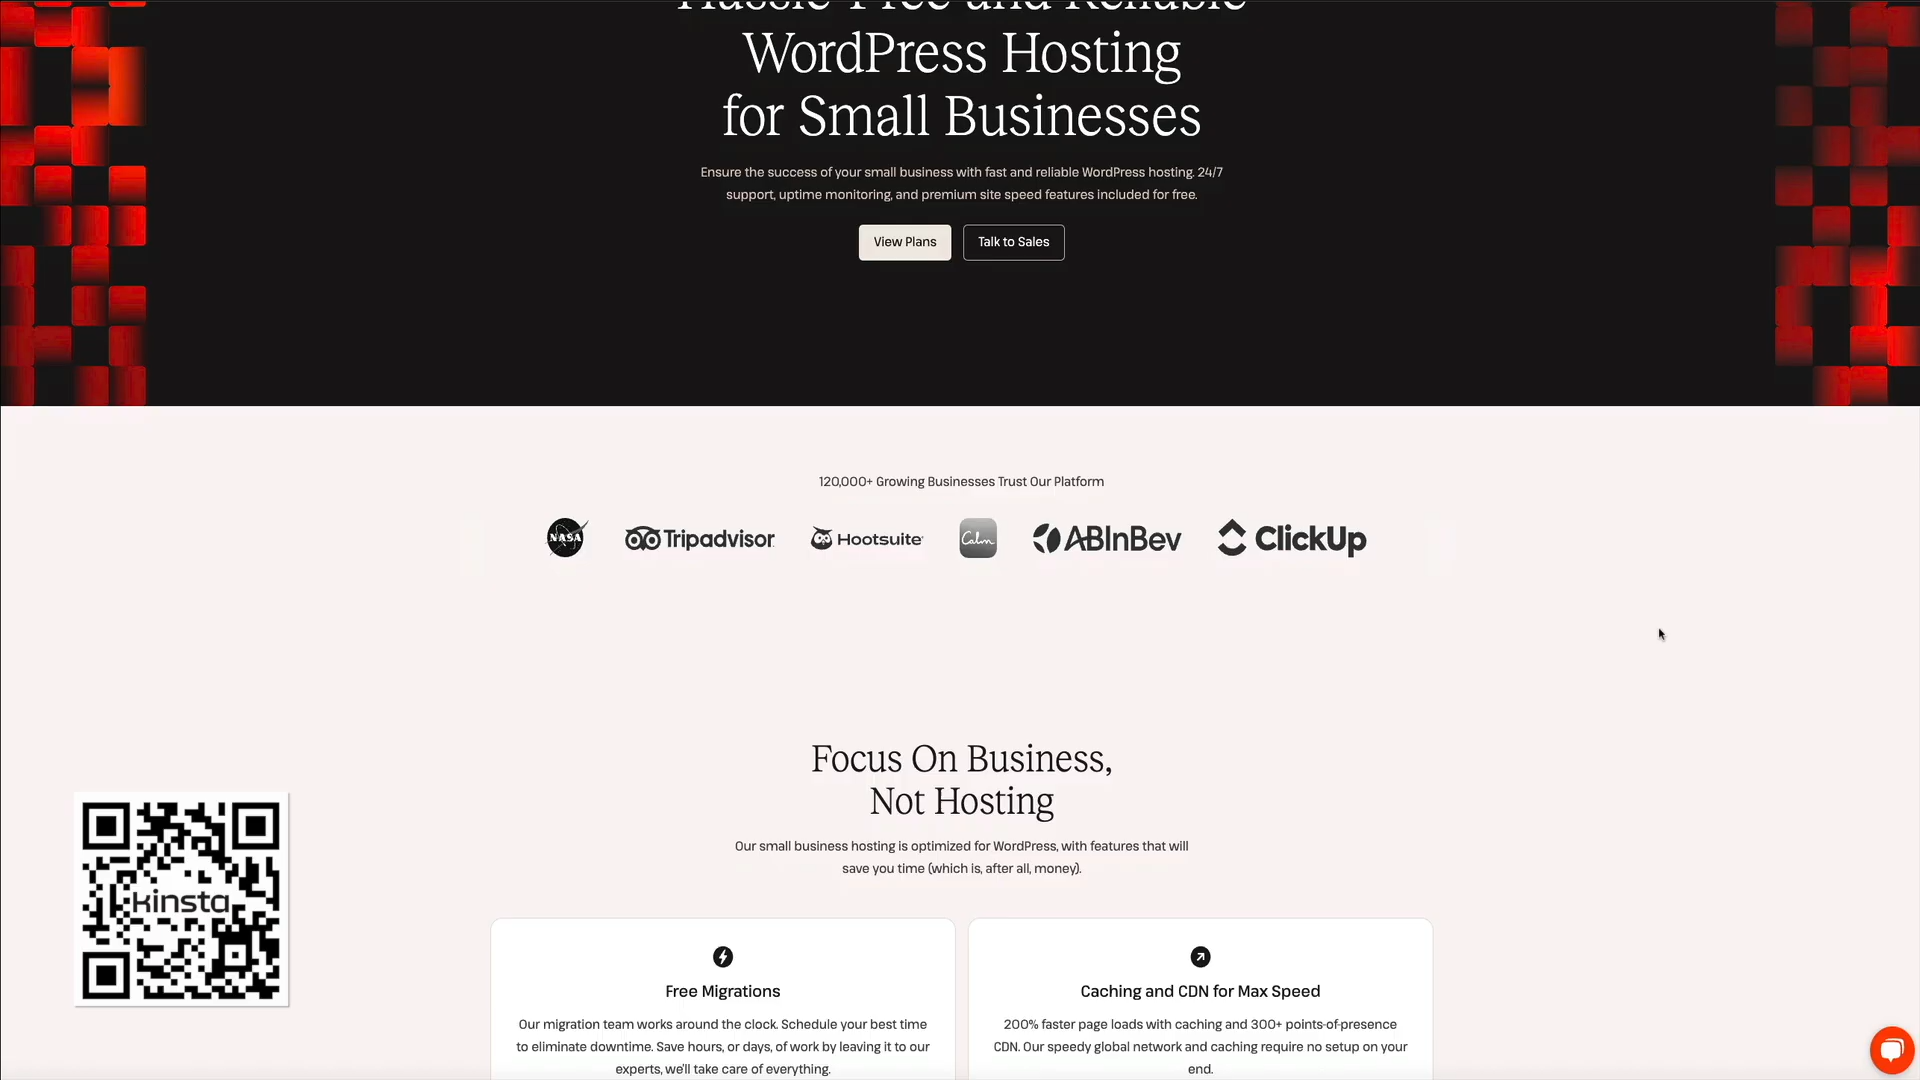 Hassle-Free and Reliable
WordPress Hosting
for Small Businesses
Ensure the success of your small business with fast and reliable WordPress hosting. 24/7
support, uptime monitoring, and premium site speed features included for free.
View Plans
Talk to Sales
120,000+ Growing Businesses Trust Our Platform
NASA
Tripadvisor
Hootsuite
Calm
ABInBev
ClickUp
Focus On Business,
Not Hosting
Our small business hosting is optimized for WordPress, with features that will
save you time (which is, after all, money).
kinsta
Free Migrations
Our migration team works around the clock. Schedule your best time
to eliminate downtime. Save hours, or days, of work by leaving it to our
experts, we'll take care of everything.
Caching and CDN for Max Speed
200% faster page loads with caching and 300+ points-of-presence
CDN. Our speedy global network and caching require no setup on your
end.